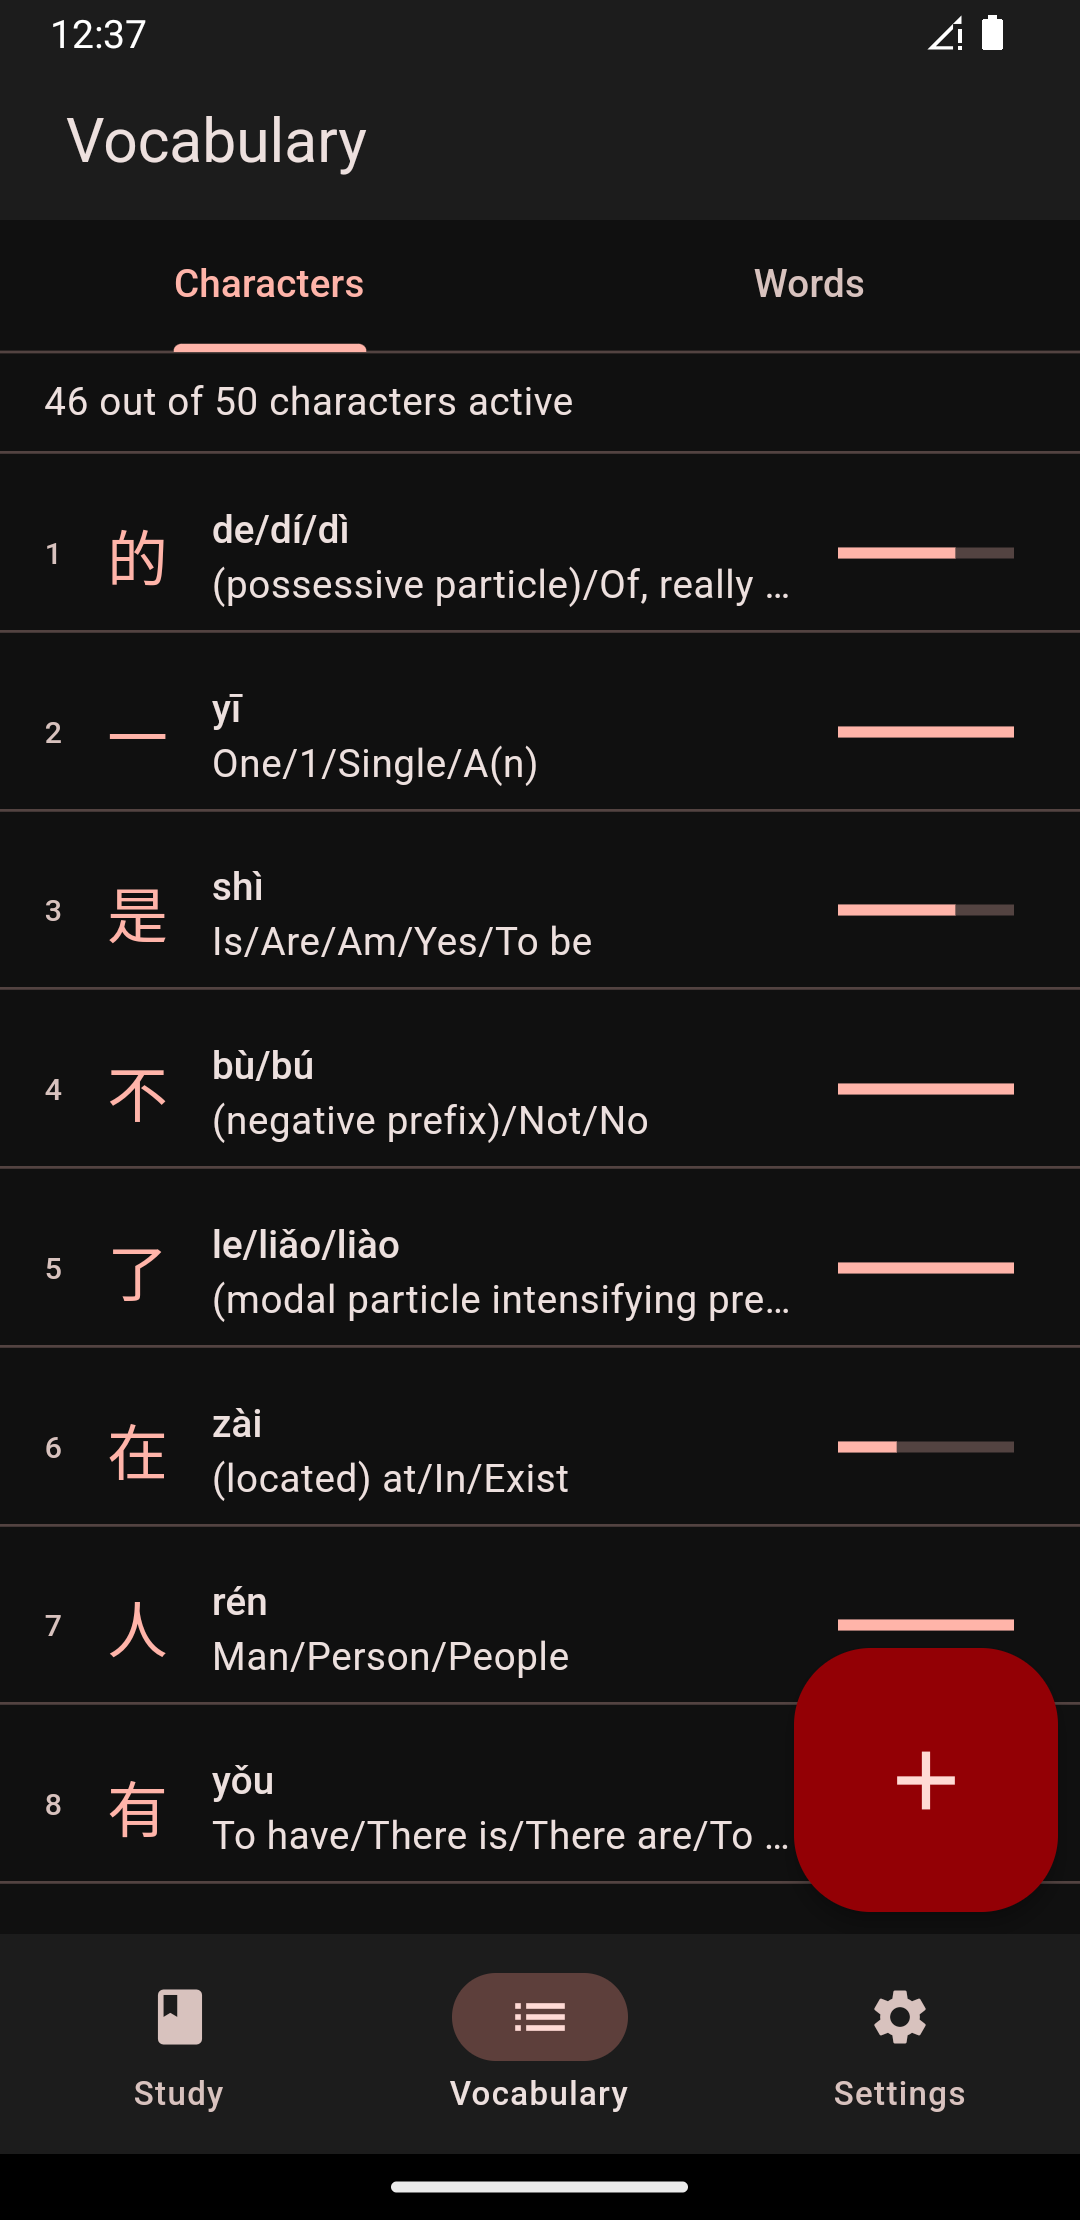 12:37
Vocabulary
Characters
Words
46 out of 50 characters active
1
的
de/dí/dì
(possessive particle)/Of, really ...
2
一
yī
One/1/Single/A(n)
3
是
shì
Is/Are/Am/Yes/To be
4
不
bù/bú
(negative prefix)/Not/No
5
了
le/liǎo/liào
(modal particle intensifying pre...
6
在
zài
(located) at/In/Exist
7
人
rén
Man/Person/People
8
有
yǒu
To have/There is/There are/To ...
Study
Vocabulary
Settings